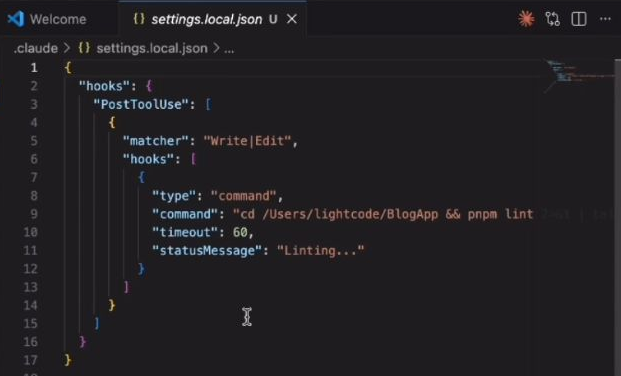 Welcome
{} settings.local.json U ×
.claude > {} settings.local.json > ...
1 {
2 "hooks": {
3 "PostToolUse": [
4 {
5 "matcher": "Write|Edit",
6 "hooks": [
7 {
8 "type": "command",
9 "command": "cd /Users/lightcode/BlogApp && pnpm lint
10 "timeout": 60,
11 "statusMessage": "Linting..."
12 }
13 ]
14 }
15 ]
16 }
17 }